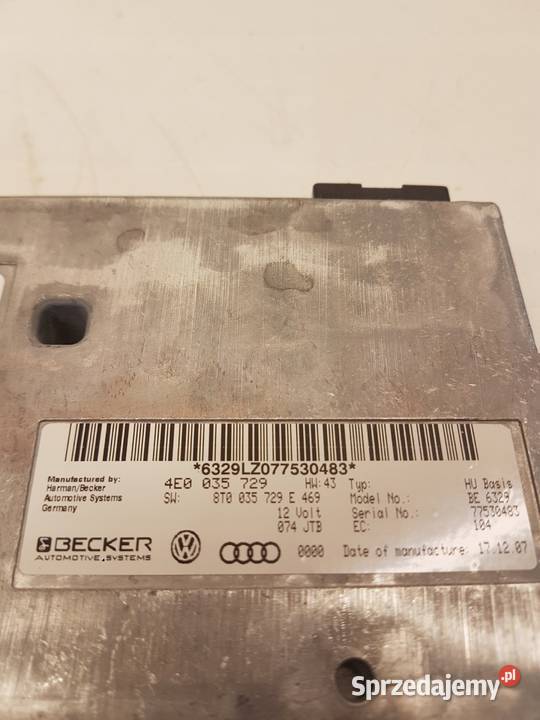 *6329LZ077530483*
Manufactured by:
Harman/Becker
Automotive Systems
Germany
4E0 035 729 HW:43 Typ: HU Basis
SW: 8T0 035 729 E 469 Model No.: BE 6329
12 Volt Serial No.: 77530483
074 JTB EC: 104
BECKER
AUTOMOTIVE SYSTEMS
0000 Date of manufacture: 17.12.07
Sprzedajemy.pl